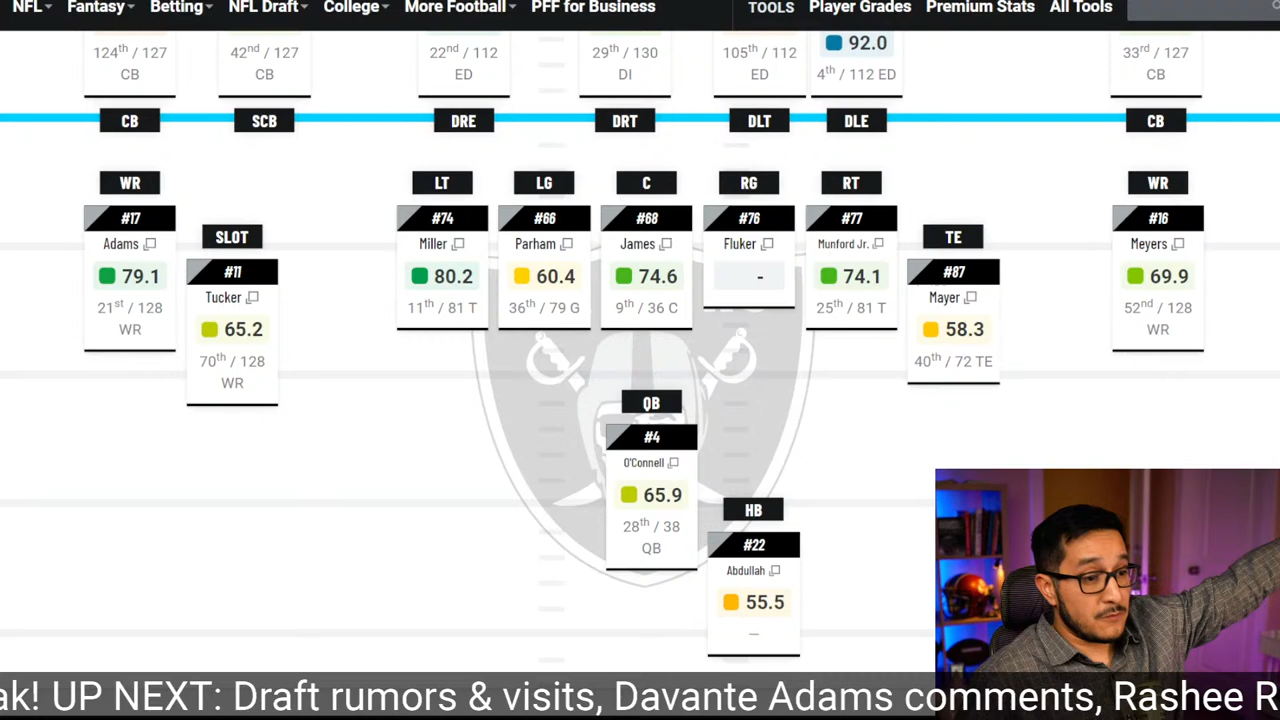 NFL Fantasy Betting NFL Draft College More Football PFF for Business TOOLS Player Grades Premium Stats All Tools
124th / 127 CB
42nd / 127 CB
22nd / 112 ED
29th / 130 DI
105th / 112 ED
92.0
4th / 112 ED
33rd / 127 CB
CB SCB DRE DRT DLT DLE CB
WR
#17
Adams
79.1
21st / 128
WR
SLOT
#11
Tucker
65.2
70th / 128
WR
LT
#74
Miller
80.2
11th / 81 T
LG
#66
Parham
60.4
36th / 79 G
C
#68
James
74.6
9th / 36 C
RG
#76
Fluker
-
RT
#77
Munford Jr.
74.1
25th / 81 T
TE
#87
Mayer
58.3
40th / 72 TE
WR
#16
Meyers
69.9
52nd / 128
WR
QB
#4
O'Connell
65.9
28th / 38
QB
HB
#22
Abdullah
55.5
—
ak! UP NEXT: Draft rumors & visits, Davante Adams comments, Rashee R